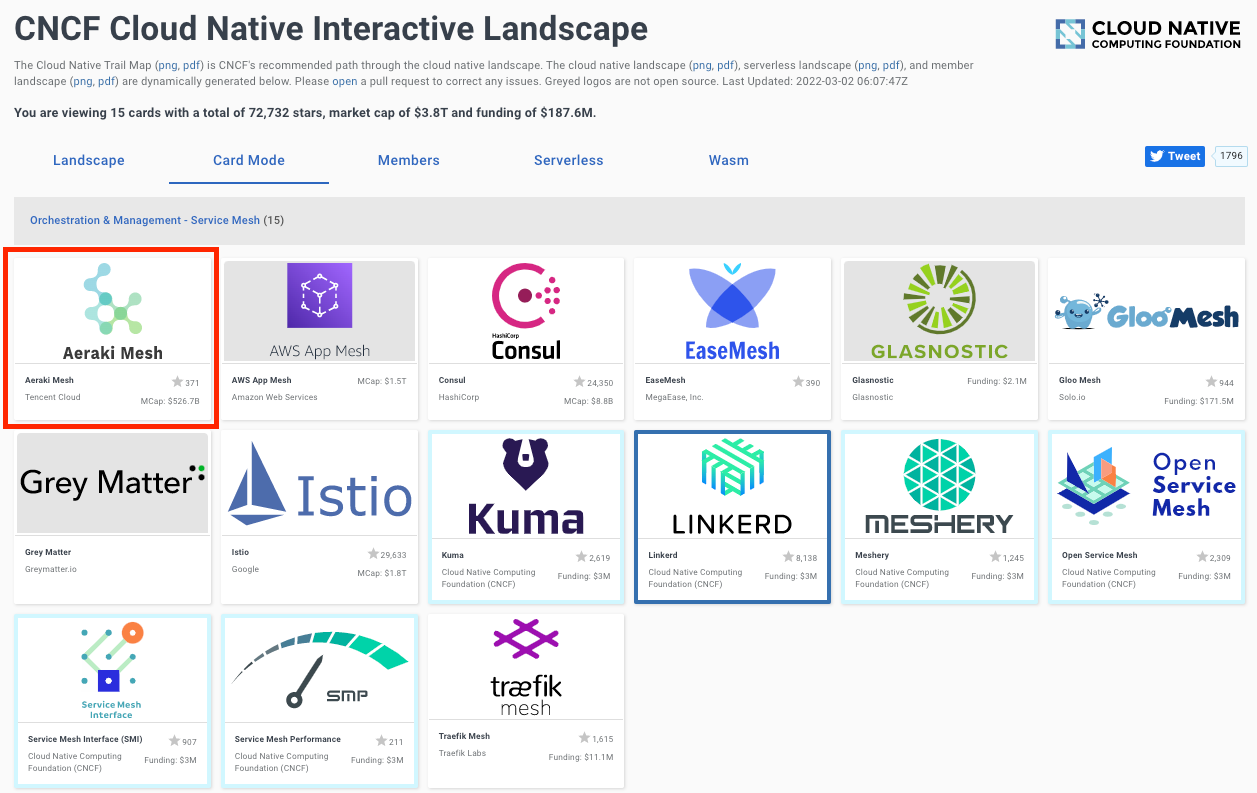 CNCF Cloud Native Interactive Landscape
CLOUD NATIVE
COMPUTING FOUNDATION
The Cloud Native Trail Map (png, pdf) is CNCF's recommended path through the cloud native landscape. The cloud native landscape (png, pdf), serverless landscape (png, pdf), and member
landscape (png, pdf) are dynamically generated below. Please open a pull request to correct any issues. Greyed logos are not open source. Last Updated: 2022-03-02 06:07:47Z
You are viewing 15 cards with a total of 72,732 stars, market cap of $3.8T and funding of $187.6M.
Landscape Card Mode Members Serverless Wasm
Tweet 1796
Orchestration & Management - Service Mesh (15)
Aeraki Mesh
Aeraki Mesh 371
Tencent Cloud MCap: $526.7B
AWS App Mesh
AWS App Mesh MCap: $1.5T
Amazon Web Services
HashiCorp
Consul
Consul 24,350
HashiCorp MCap: $8.8B
EaseMesh
EaseMesh 390
MegaEase, Inc.
GLASNOSTIC
Glasnostic Funding: $2.1M
Glasnostic
GlooMesh
Gloo Mesh 944
Solo.io Funding: $171.5M
Grey Matter
Grey Matter
Greymatter.io
Istio
Istio 29,633
Google MCap: $1.8T
Kuma
Kuma 2,619
Cloud Native Computing Funding: $3M
Foundation (CNCF)
LINKERD
Linkerd 8,138
Cloud Native Computing Funding: $3M
Foundation (CNCF)
MESHERY
Meshery 1,245
Cloud Native Computing Funding: $3M
Foundation (CNCF)
Open
Service
Mesh
Open Service Mesh 2,309
Cloud Native Computing Funding: $3M
Foundation (CNCF)
Service Mesh
Interface
Service Mesh Interface (SMI) 907
Cloud Native Computing Funding: $3M
Foundation (CNCF)
SMP
Service Mesh Performance 211
Cloud Native Computing Funding: $3M
Foundation (CNCF)
træfik
mesh
Traefik Mesh 1,615
Traefik Labs Funding: $11.1M